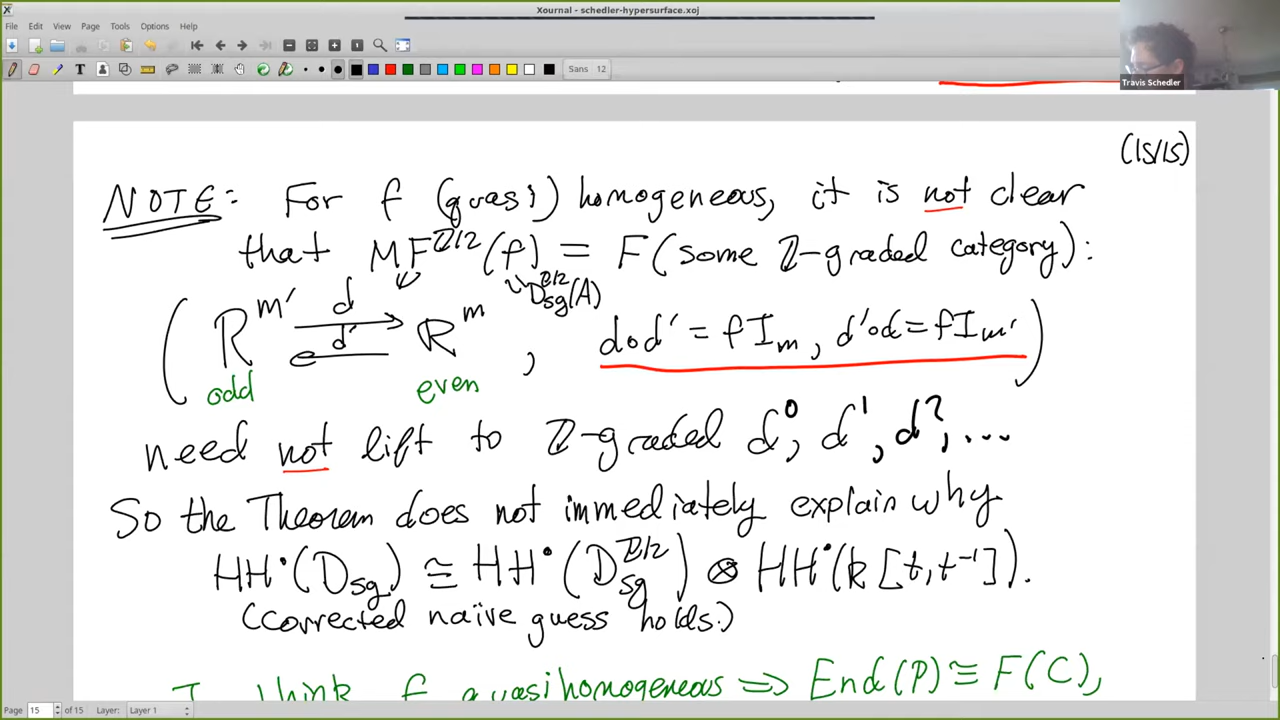 Xournal - schedler-hypersurface.xoj
File Edit View Page Tools Options Help
Sans 12
Travis Schedler
(15/15)
NOTE: For f (quasi) homogeneous, it is not clear
that MF^{Z/2}(f) = F(some Z-graded category):
D_{sg}^{Z/2}(A)
(R^{m'} d d' R^m, d∘d' = f I_m, d'∘d = f I_{m'})
odd even
need not lift to Z-graded d^0, d^1, d^2, ...
So the Theorem does not immediately explain why
HH^•(D_{sg}) ≅ HH^•(D_{sg}^{Z/2}) ⊗ HH^•(k[t, t^{-1}]).
(corrected naïve guess holds.)
I think f quasihomogeneous ⟹ End(P) ≅ F(C),
Page 15 of 15 Layer: Layer 1